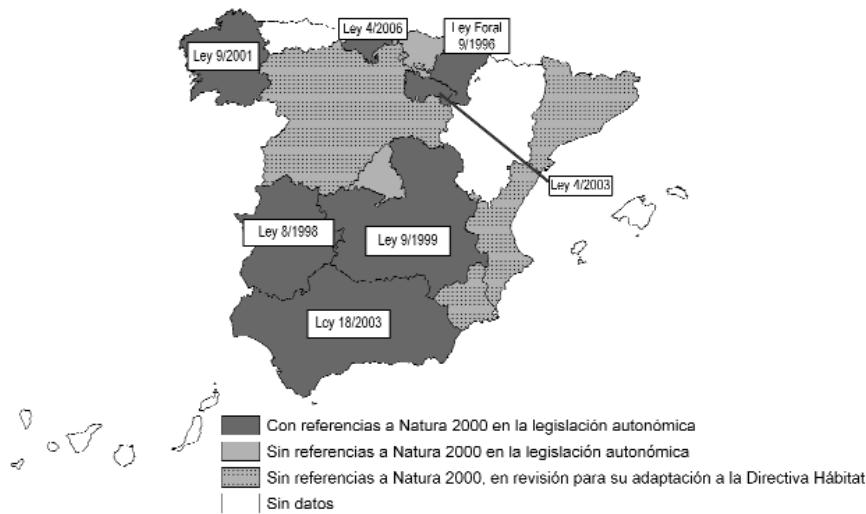 Ley 4/2006
Ley Foral
9/1996
Ley 9/2001
Ley 4/2003
Ley 8/1998
Ley 9/1999
Ley 18/2003
Con referencias a Natura 2000 en la legislación autonómica
Sin referencias a Natura 2000 en la legislación autonómica
Sin referencias a Natura 2000, en revisión para su adaptación a la Directiva Hábitat
Sin datos